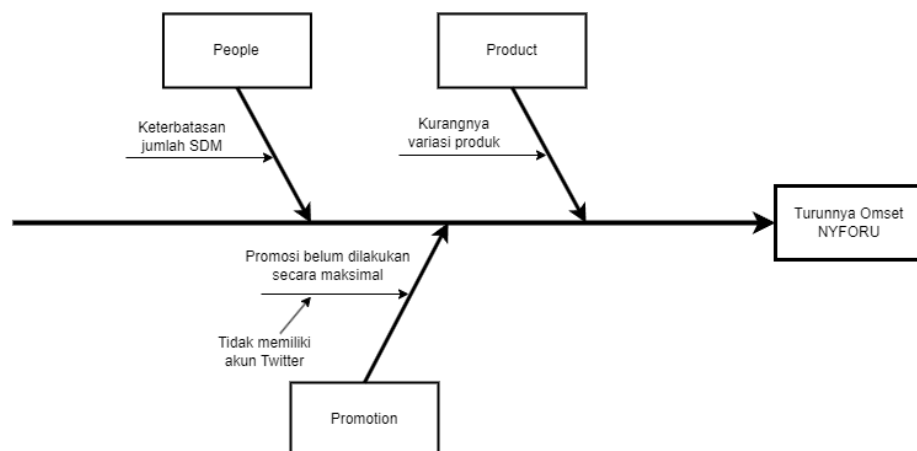 People
Product
Keterbatasan
jumlah SDM
Kurangnya
variasi produk
Turunnya Omset
NYFORU
Promosi belum dilakukan
secara maksimal
Tidak memiliki
akun Twitter
Promotion